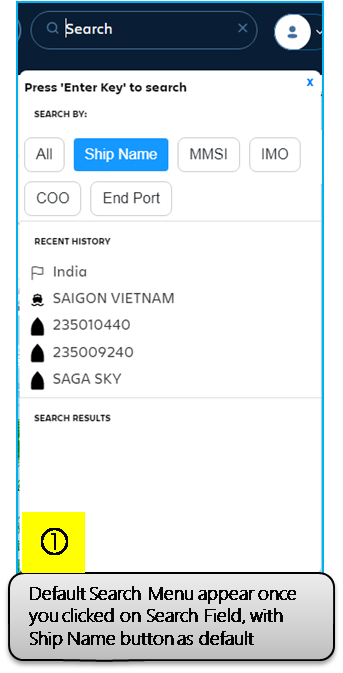 Search ×
Press 'Enter Key' to search x
SEARCH BY:
All Ship Name MMSI IMO
COO End Port
RECENT HISTORY
India
SAIGON VIETNAM
235010440
235009240
SAGA SKY
SEARCH RESULTS
①
Default Search Menu appear once
you clicked on Search Field, with
Ship Name button as default